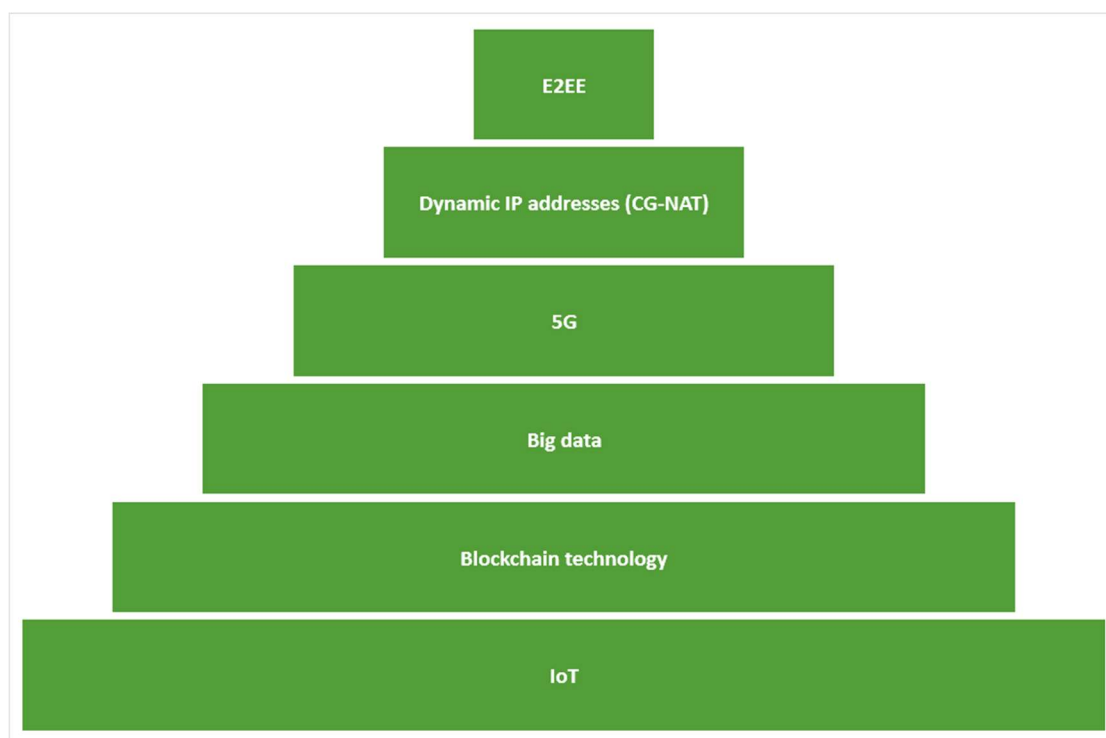 E2EE
Dynamic IP addresses (CG-NAT)
5G
Big data
Blockchain technology
IoT